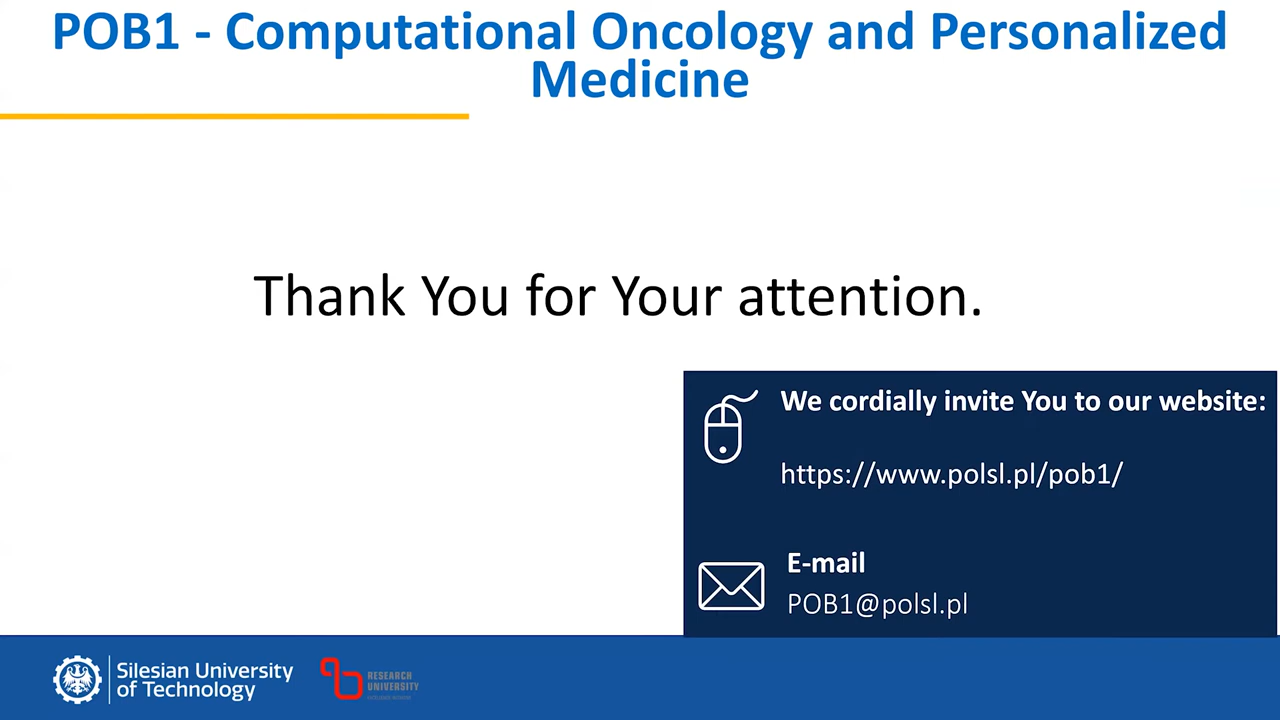 POB1 - Computational Oncology and Personalized
Medicine
Thank You for Your attention.
We cordially invite You to our website:
https://www.polsl.pl/pob1/
E-mail
POB1@polsl.pl
Silesian University
of Technology
RESEARCH
UNIVERSITY